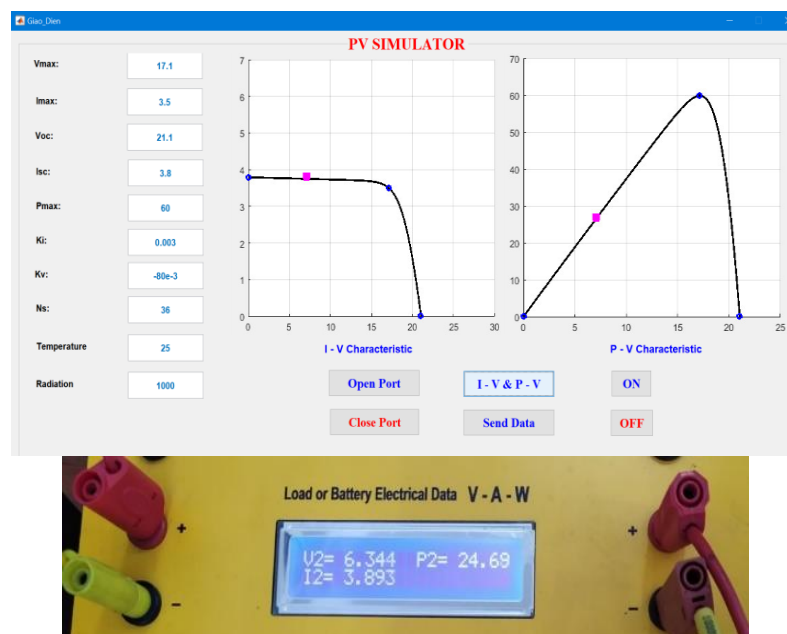 Giao_Dien
PV SIMULATOR
Vmax: 17.1
Imax: 3.5
Voc: 21.1
Isc: 3.8
Pmax: 60
Ki: 0.003
Kv: -80e-3
Ns: 36
Temperature 25
Radiation 1000
7
6
5
4
3
2
1
0
0 5 10 15 20 25 30
I - V Characteristic
70
60
50
40
30
20
10
0
0 5 10 15 20 25
P - V Characteristic
Open Port I - V & P - V ON
Close Port Send Data OFF
Load or Battery Electrical Data V - A - W
+ +
V2= 6.344 P2= 24.69
I2= 3.893
- -